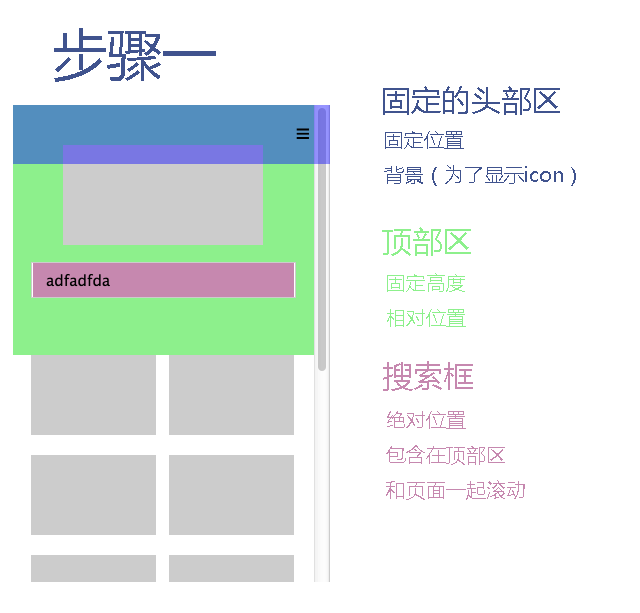 步骤一
固定的头部区
固定位置
背景（为了显示icon）
adfadfda
顶部区
固定高度
相对位置
搜索框
绝对位置
包含在顶部区
和页面一起滚动